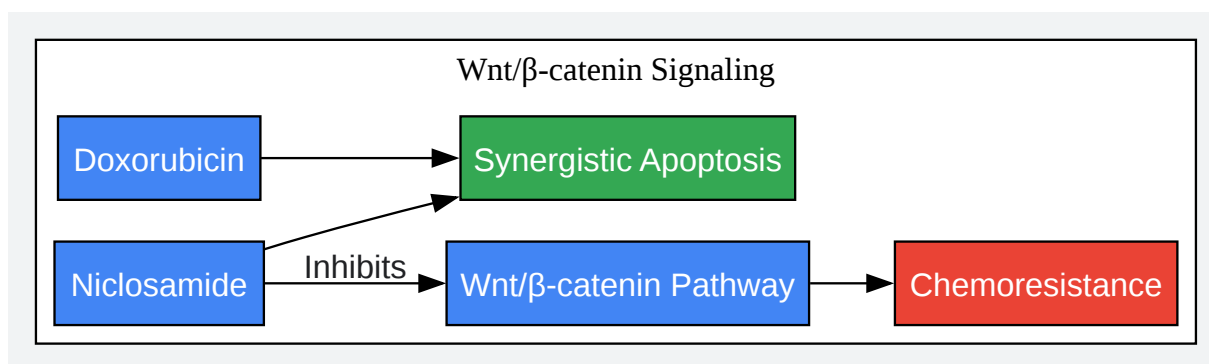 Wnt/β-catenin Signaling
Doxorubicin
Synergistic Apoptosis
Niclosamide
Inhibits
Wnt/β-catenin Pathway
Chemoresistance